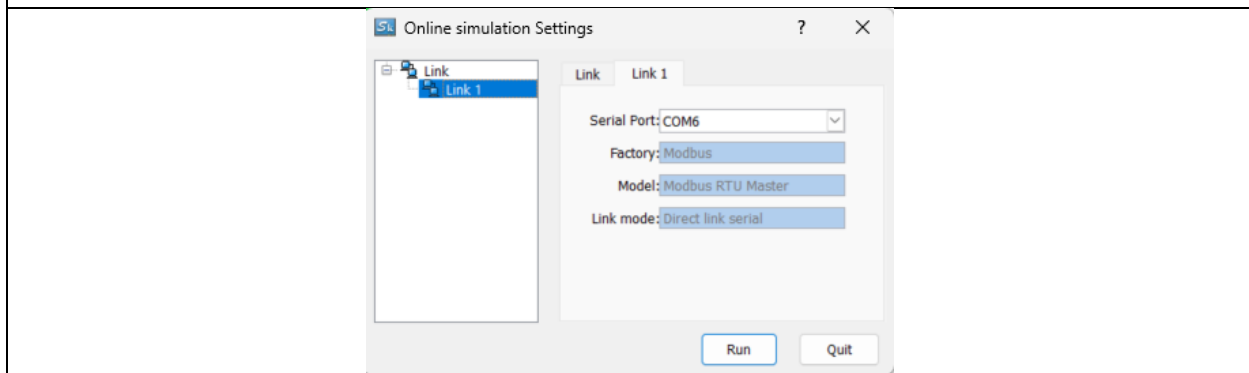 Online simulation Settings
Link
Link 1
Link Link 1
Serial Port: COM6
Factory: Modbus
Model: Modbus RTU Master
Link mode: Direct link serial
Run Quit